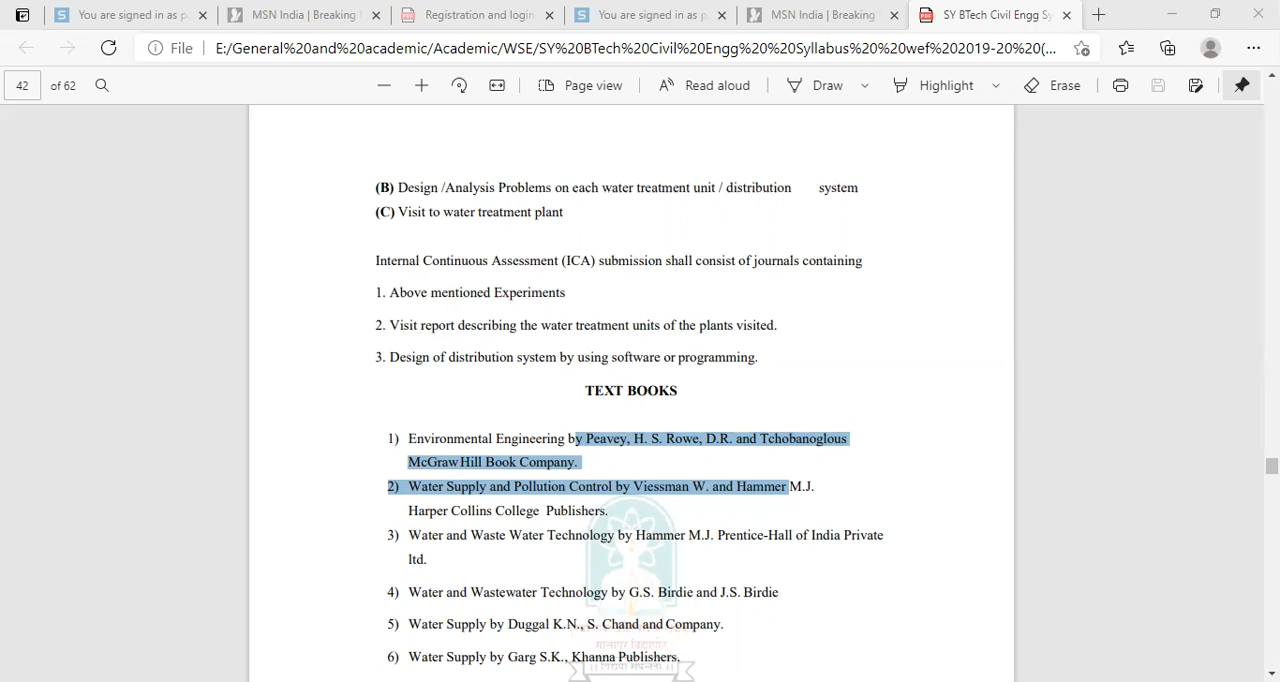 You are signed in as p
MSN India | Breaking
Registration and login
You are signed in as p
MSN India | Breaking
SY BTech Civil Engg Sy
File
E:/General%20and%20academic/Academic/WSE/SY%20BTech%20Civil%20Engg%20%20Syllabus%20%20wef%202019-20%20(...
42 of 62
Page view
Read aloud
Draw
Highlight
Erase
(B) Design /Analysis Problems on each water treatment unit / distribution system
(C) Visit to water treatment plant
Internal Continuous Assessment (ICA) submission shall consist of journals containing
1. Above mentioned Experiments
2. Visit report describing the water treatment units of the plants visited.
3. Design of distribution system by using software or programming.
TEXT BOOKS
1) Environmental Engineering by Peavey, H. S. Rowe, D.R. and Tchobanoglous
McGraw Hill Book Company.
2) Water Supply and Pollution Control by Viessman W. and Hammer M.J.
Harper Collins College Publishers.
3) Water and Waste Water Technology by Hammer M.J. Prentice-Hall of India Private
ltd.
4) Water and Wastewater Technology by G.S. Birdie and J.S. Birdie
5) Water Supply by Duggal K.N., S. Chand and Company.
6) Water Supply by Garg S.K., Khanna Publishers.